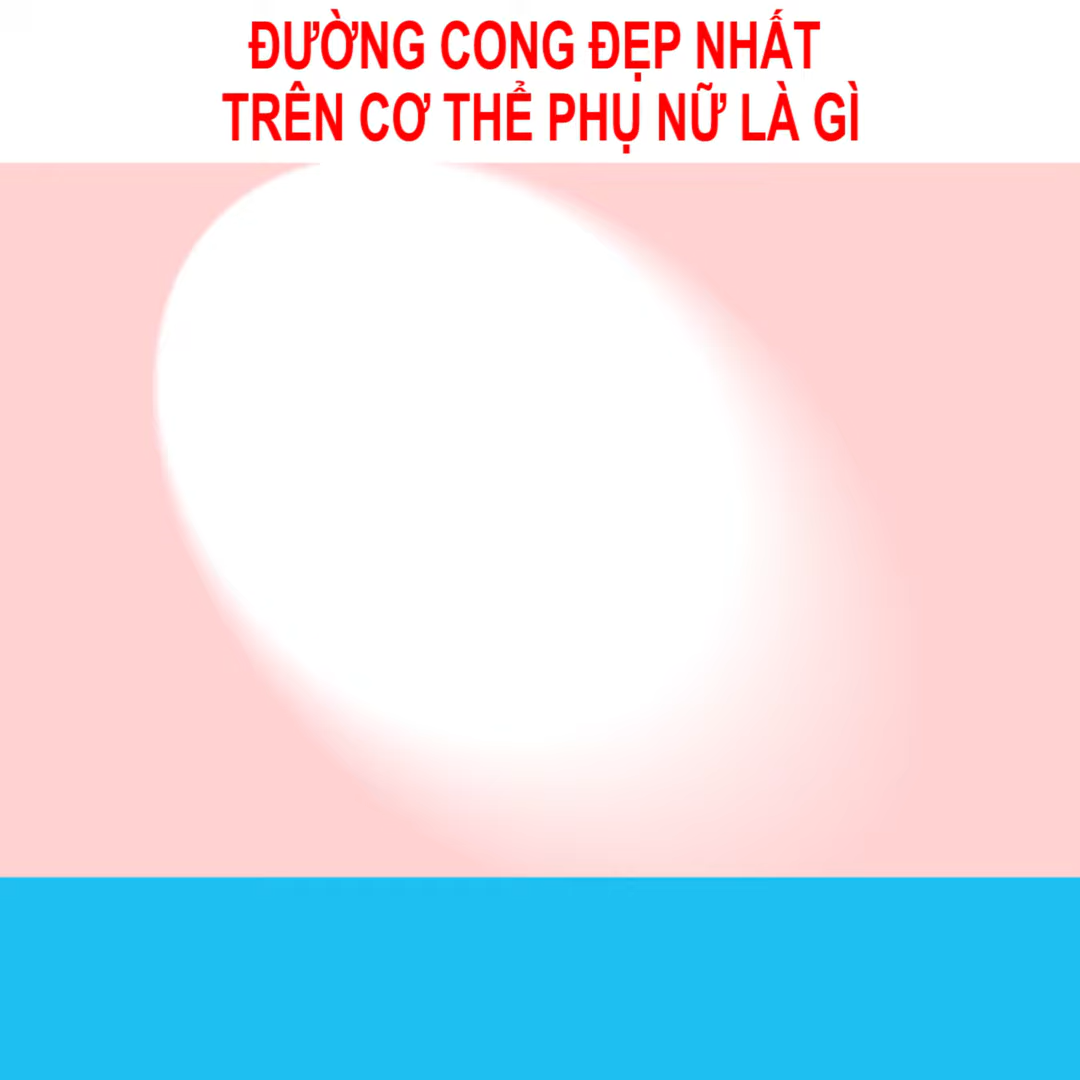 ĐƯỜNG CONG ĐẸP NHẤT
TRÊN CƠ THỂ PHỤ NỮ LÀ GÌ